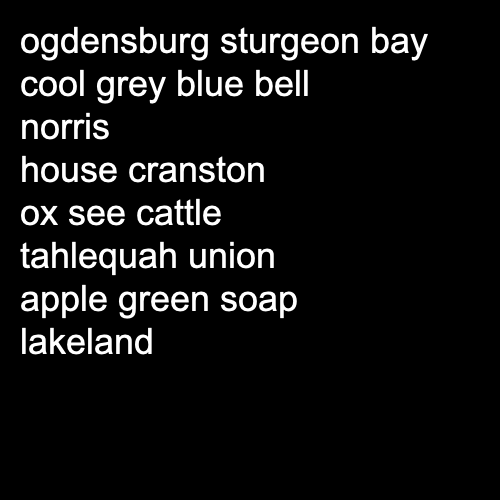 ogdensburg sturgeon bay
cool grey blue bell
norris
house cranston
ox see cattle
tahlequah union
apple green soap
lakeland